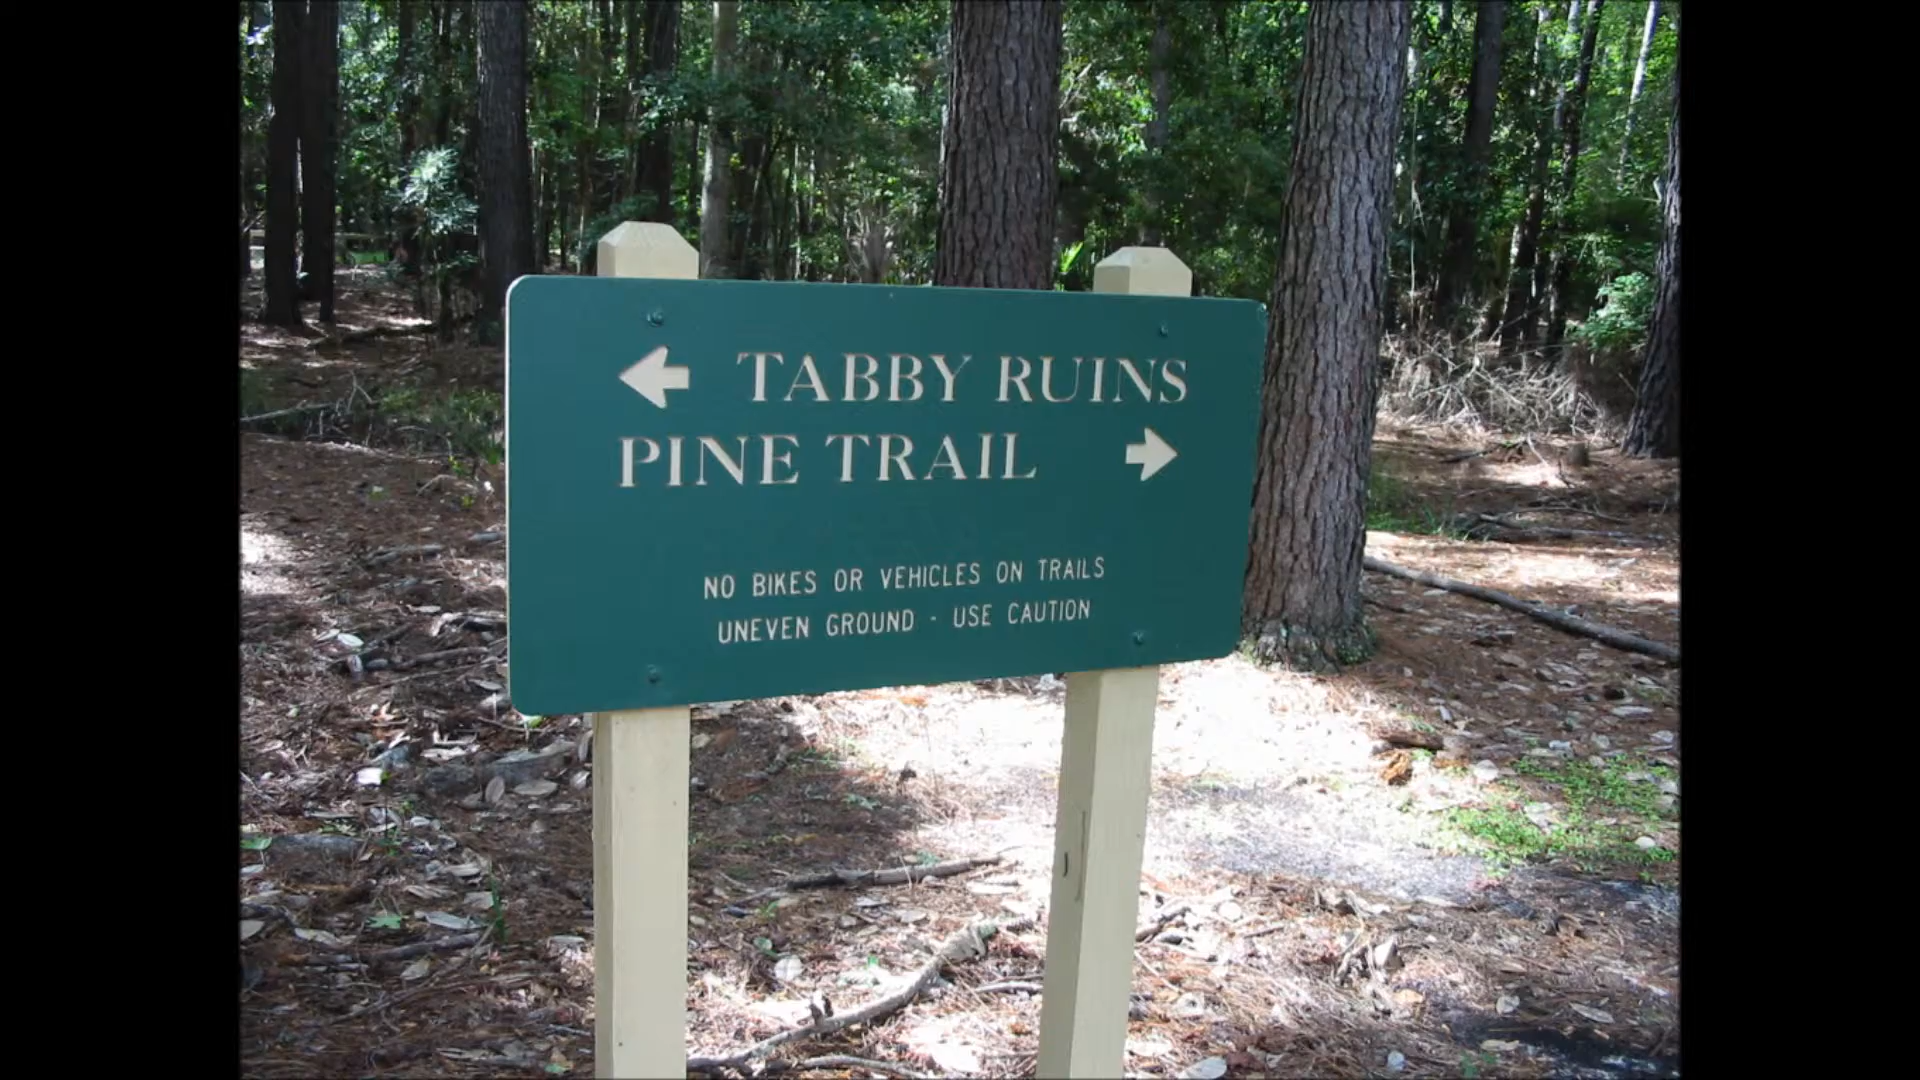 TABBY RUINS
PINE TRAIL
NO BIKES OR VEHICLES ON TRAILS
UNEVEN GROUND - USE CAUTION